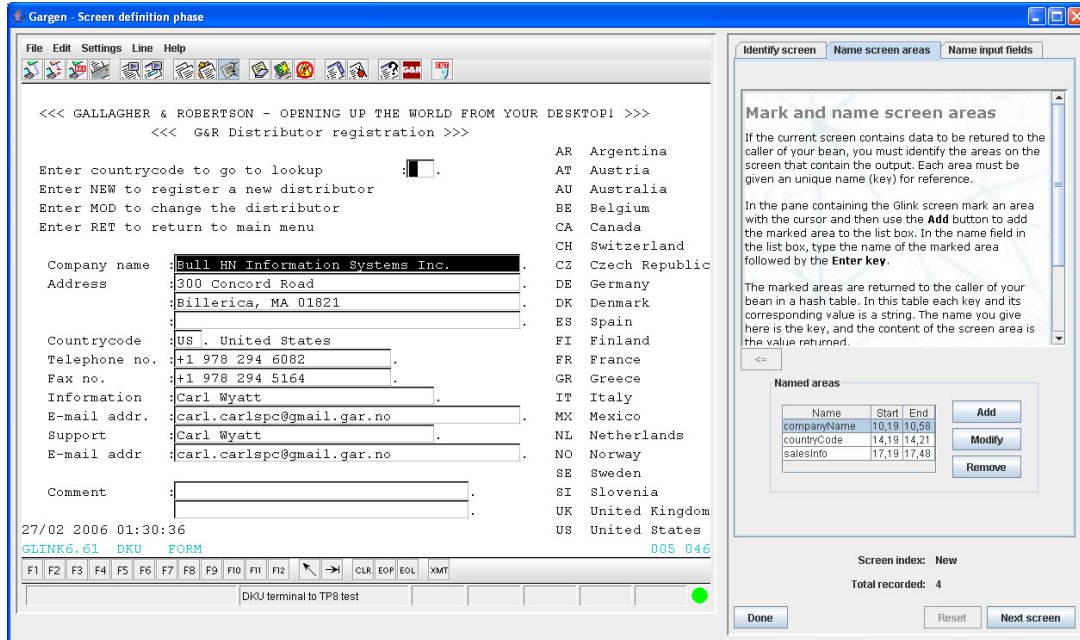 Gargen - Screen definition phase
File Edit Settings Line Help
G&R EXIT
<<< GALLAGHER & ROBERTSON - OPENING UP THE WORLD FROM YOUR DESKTOP! >>>
<<< G&R Distributor registration >>>
Enter countrycode to go to lookup : .
Enter NEW to register a new distributor
Enter MOD to change the distributor
Enter RET to return to main menu
Company name :Bull HN Information Systems Inc. .
Address :300 Concord Road .
:Billerica, MA 01821 .
: .
Countrycode :US . United States
Telephone no. :+1 978 294 6082 .
Fax no. :+1 978 294 5164 .
Information :Carl Wyatt .
E-mail addr. :carl.carlspc@gmail.gar.no .
Support :Carl Wyatt .
E-mail addr :carl.carlspc@gmail.gar.no .
Comment : .
.
AR Argentina
AT Austria
AU Australia
BE Belgium
CA Canada
CH Switzerland
CZ Czech Republic
DE Germany
DK Denmark
ES Spain
FI Finland
FR France
GR Greece
IT Italy
MX Mexico
NL Netherlands
NO Norway
SE Sweden
SI Slovenia
UK United Kingdom
US United States
27/02 2006 01:30:36
GLINK6.61 DKU FORM 005 046
F1 F2 F3 F4 F5 F6 F7 F8 F9 F10 F11 F12 CLR EOP EOL XMT
DKU terminal to TP8 test
Identify screen Name screen areas Name input fields
Mark and name screen areas
If the current screen contains data to be retured to the
caller of your bean, you must identify the areas on the
screen that contain the output. Each area must be
given an unique name (key) for reference.
In the pane containing the Glink screen mark an area
with the cursor and then use the Add button to add
the marked area to the list box. In the name field in
the list box, type the name of the marked area
followed by the Enter key.
The marked areas are returned to the caller of your
bean in a hash table. In this table each key and its
corresponding value is a string. The name you give
here is the key, and the content of the screen area is
the value returned.
<=
Named areas
Name Start End
companyName 10,19 10,58
countryCode 14,19 14,21
salesInfo 17,19 17,48
Add
Modify
Remove
Screen index: New
Total recorded: 4
Done Reset Next screen